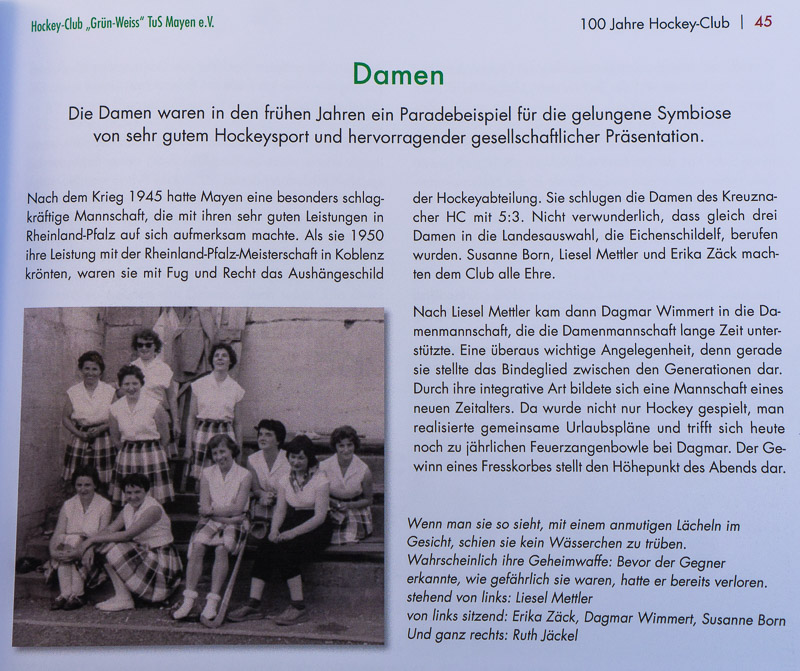 Hockey-Club „Grün-Weiss“ TuS Mayen e.V.
100 Jahre Hockey-Club | 45
Damen
Die Damen waren in den frühen Jahren ein Paradebeispiel für die gelungene Symbiose
von sehr gutem Hockeysport und hervorragender gesellschaftlicher Präsentation.
Nach dem Krieg 1945 hatte Mayen eine besonders schlag-
kräftige Mannschaft, die mit ihren sehr guten Leistungen in
Rheinland-Pfalz auf sich aufmerksam machte. Als sie 1950
ihre Leistung mit der Rheinland-Pfalz-Meisterschaft in Koblenz
krönten, waren sie mit Fug und Recht das Aushängeschild
der Hockeyabteilung. Sie schlugen die Damen des Kreuzna-
cher HC mit 5:3. Nicht verwunderlich, dass gleich drei
Damen in die Landesauswahl, die Eichenschildelf, berufen
wurden. Susanne Born, Liesel Mettler und Erika Zäck mach-
ten dem Club alle Ehre.
Nach Liesel Mettler kam dann Dagmar Wimmert in die Da-
menmannschaft, die die Damenmannschaft lange Zeit unter-
stützte. Eine überaus wichtige Angelegenheit, denn gerade
sie stellte das Bindeglied zwischen den Generationen dar.
Durch ihre integrative Art bildete sich eine Mannschaft eines
neuen Zeitalters. Da wurde nicht nur Hockey gespielt, man
realisierte gemeinsame Urlaubspläne und trifft sich heute
noch zu jährlichen Feuerzangenbowle bei Dagmar. Der Ge-
winn eines Fresskorbes stellt den Höhepunkt des Abends dar.
Wenn man sie so sieht, mit einem anmutigen Lächeln im
Gesicht, schien sie kein Wässerchen zu trüben.
Wahrscheinlich ihre Geheimwaffe: Bevor der Gegner
erkannte, wie gefährlich sie waren, hatte er bereits verloren.
stehend von links: Liesel Mettler
von links sitzend: Erika Zäck, Dagmar Wimmert, Susanne Born
Und ganz rechts: Ruth Jäckel